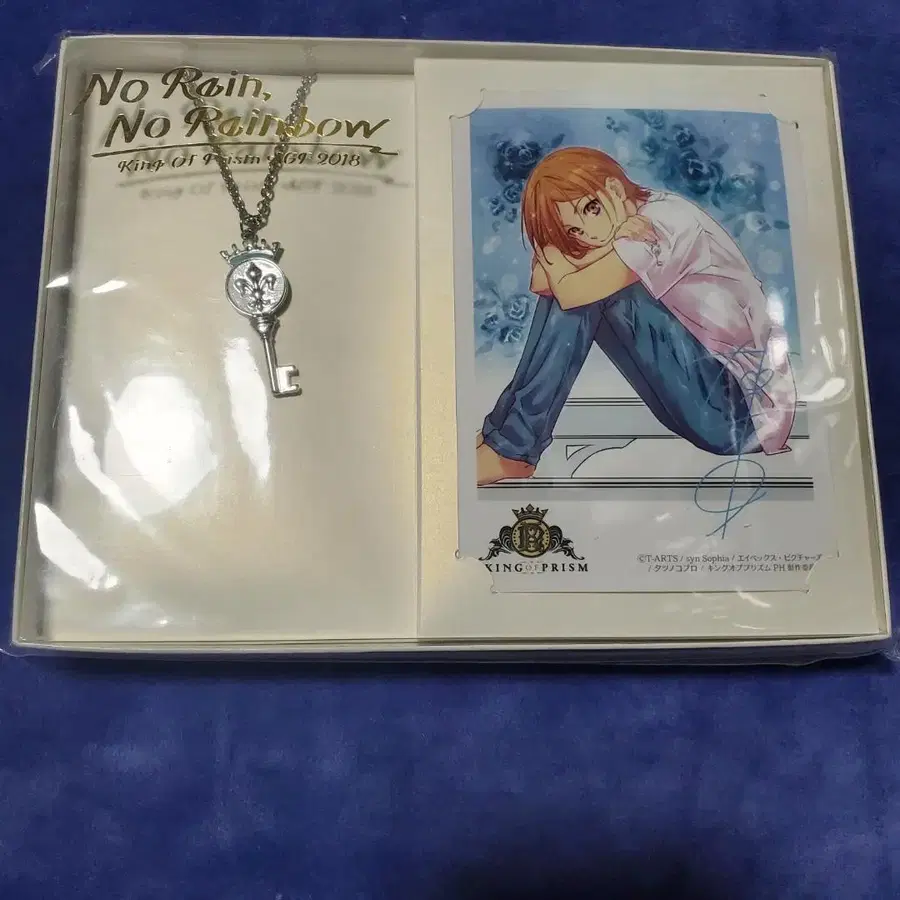 No Rain,
No Rainbow
King Of Prism × AGF 2018
KING OF PRISM
©T-ARTS / syn Sophia / エイベックス・ピクチャーズ
/ タツノコプロ / キングオブプリズムPH製作委員